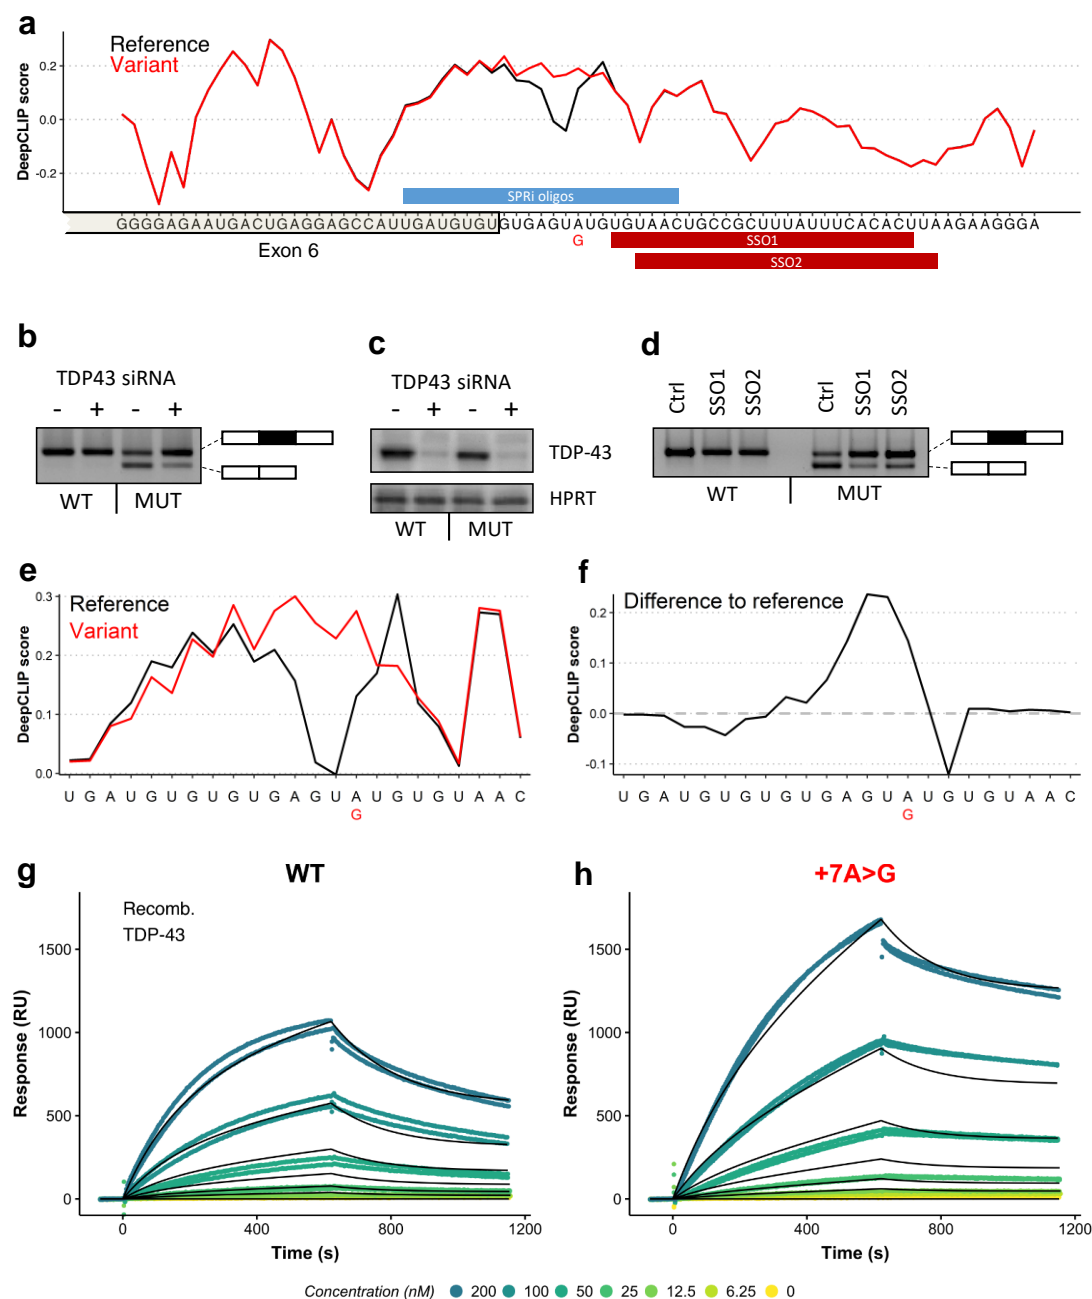 a
Reference
Variant
DeepCLIP score
0.2
0.0
-0.2
SPRi oligos
GGGGAGAAUGACUGAGGAGCCAUUGAUGUGUGUGAGUAUGUGUAACUGCCGCUUUAUUUCACACUUAAGAAGGGA
G
Exon 6
SSO1
SSO2
b
TDP43 siRNA
- + - +
WT MUT
c
TDP43 siRNA
- + - +
TDP-43
HPRT
WT MUT
d
Ctrl SSO1 SSO2 Ctrl SSO1 SSO2
WT MUT
e
Reference
Variant
DeepCLIP score
0.3
0.2
0.1
0.0
U G A U G U G U G U G A G U A U G U G U A A C
G
f
Difference to reference
DeepCLIP score
0.2
0.1
0.0
-0.1
U G A U G U G U G U G A G U A U G U G U A A C
G
g
WT
Recomb.
TDP-43
Response (RU)
1500
1000
500
0
0 400 800 1200
Time (s)
h
+7A>G
Response (RU)
1500
1000
500
0
0 400 800 1200
Time (s)
Concentration (nM) 200 100 50 25 12.5 6.25 0